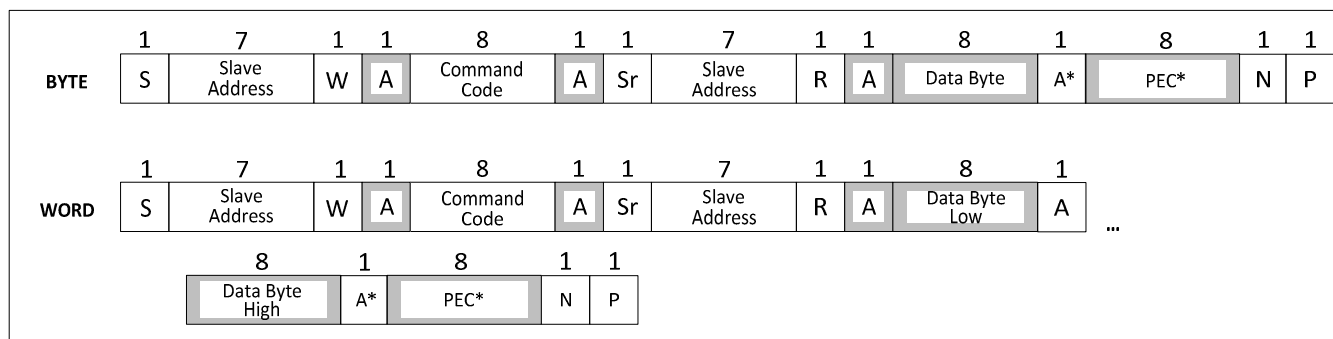 1 7 1 1 8 1 1 7 1 1 8 1 8 1 1
BYTE S Slave Address W A Command Code A Sr Slave Address R A Data Byte A* PEC* N P
1 7 1 1 8 1 1 7 1 1 8 1
WORD S Slave Address W A Command Code A Sr Slave Address R A Data Byte Low A ...
8 1 8 1 1
Data Byte High A* PEC* N P